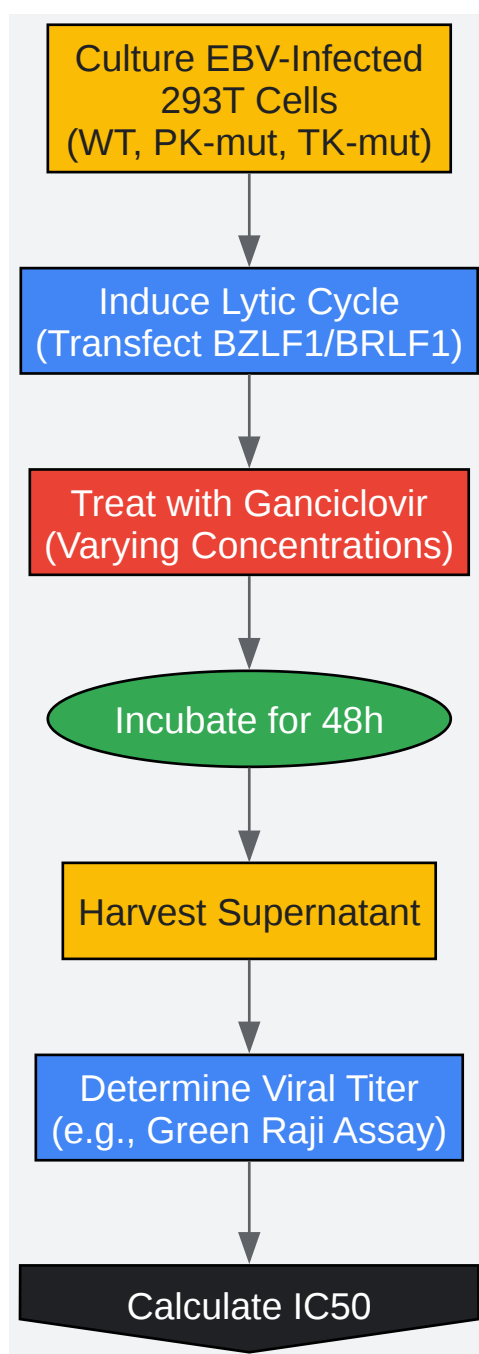 Culture EBV-Infected
293T Cells
(WT, PK-mut, TK-mut)
Induce Lytic Cycle
(Transfect BZLF1/BRLF1)
Treat with Ganciclovir
(Varying Concentrations)
Incubate for 48h
Harvest Supernatant
Determine Viral Titer
(e.g., Green Raji Assay)
Calculate IC50